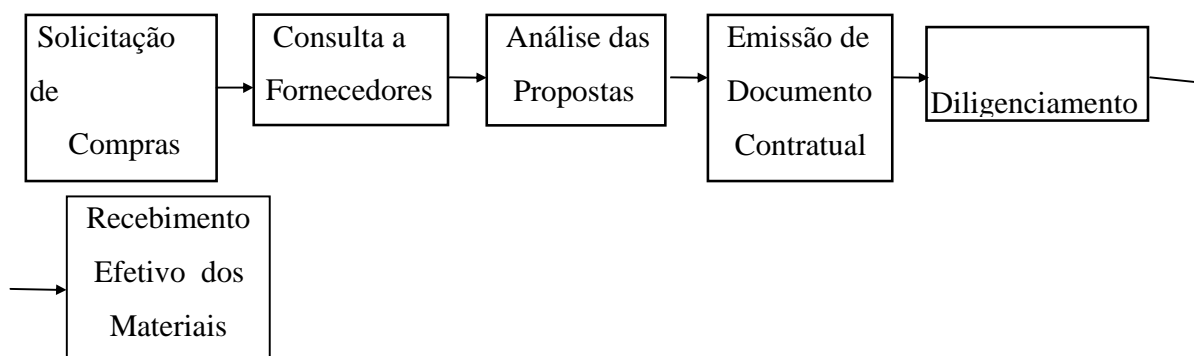 Solicitação
de
Compras
Consulta a
Fornecedores
Análise das
Propostas
Emissão de
Documento
Contratual
Diligenciamento
Recebimento
Efetivo dos
Materiais